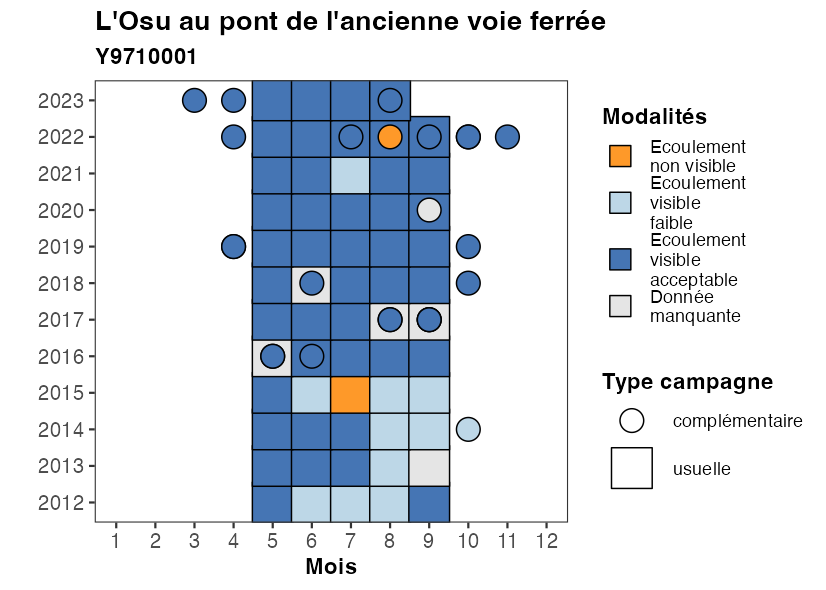 L'Osu au pont de l'ancienne voie ferrée
Y9710001
2023
2022
2021
2020
2019
2018
2017
2016
2015
2014
2013
2012
1 2 3 4 5 6 7 8 9 10 11 12
Mois
Modalités
Ecoulement
non visible
Ecoulement
visible
faible
Ecoulement
visible
acceptable
Donnée
manquante
Type campagne
complémentaire
usuelle